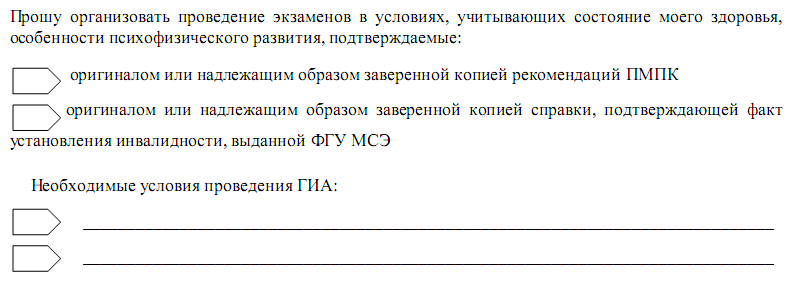 Прошу организовать проведение экзаменов в условиях, учитывающих состояние моего здоровья,
особенности психофизического развития, подтверждаемые:
оригиналом или надлежащим образом заверенной копией рекомендаций ПМПК
оригиналом или надлежащим образом заверенной копией справки, подтверждающей факт
установления инвалидности, выданной ФГУ МСЭ
Необходимые условия проведения ГИА: